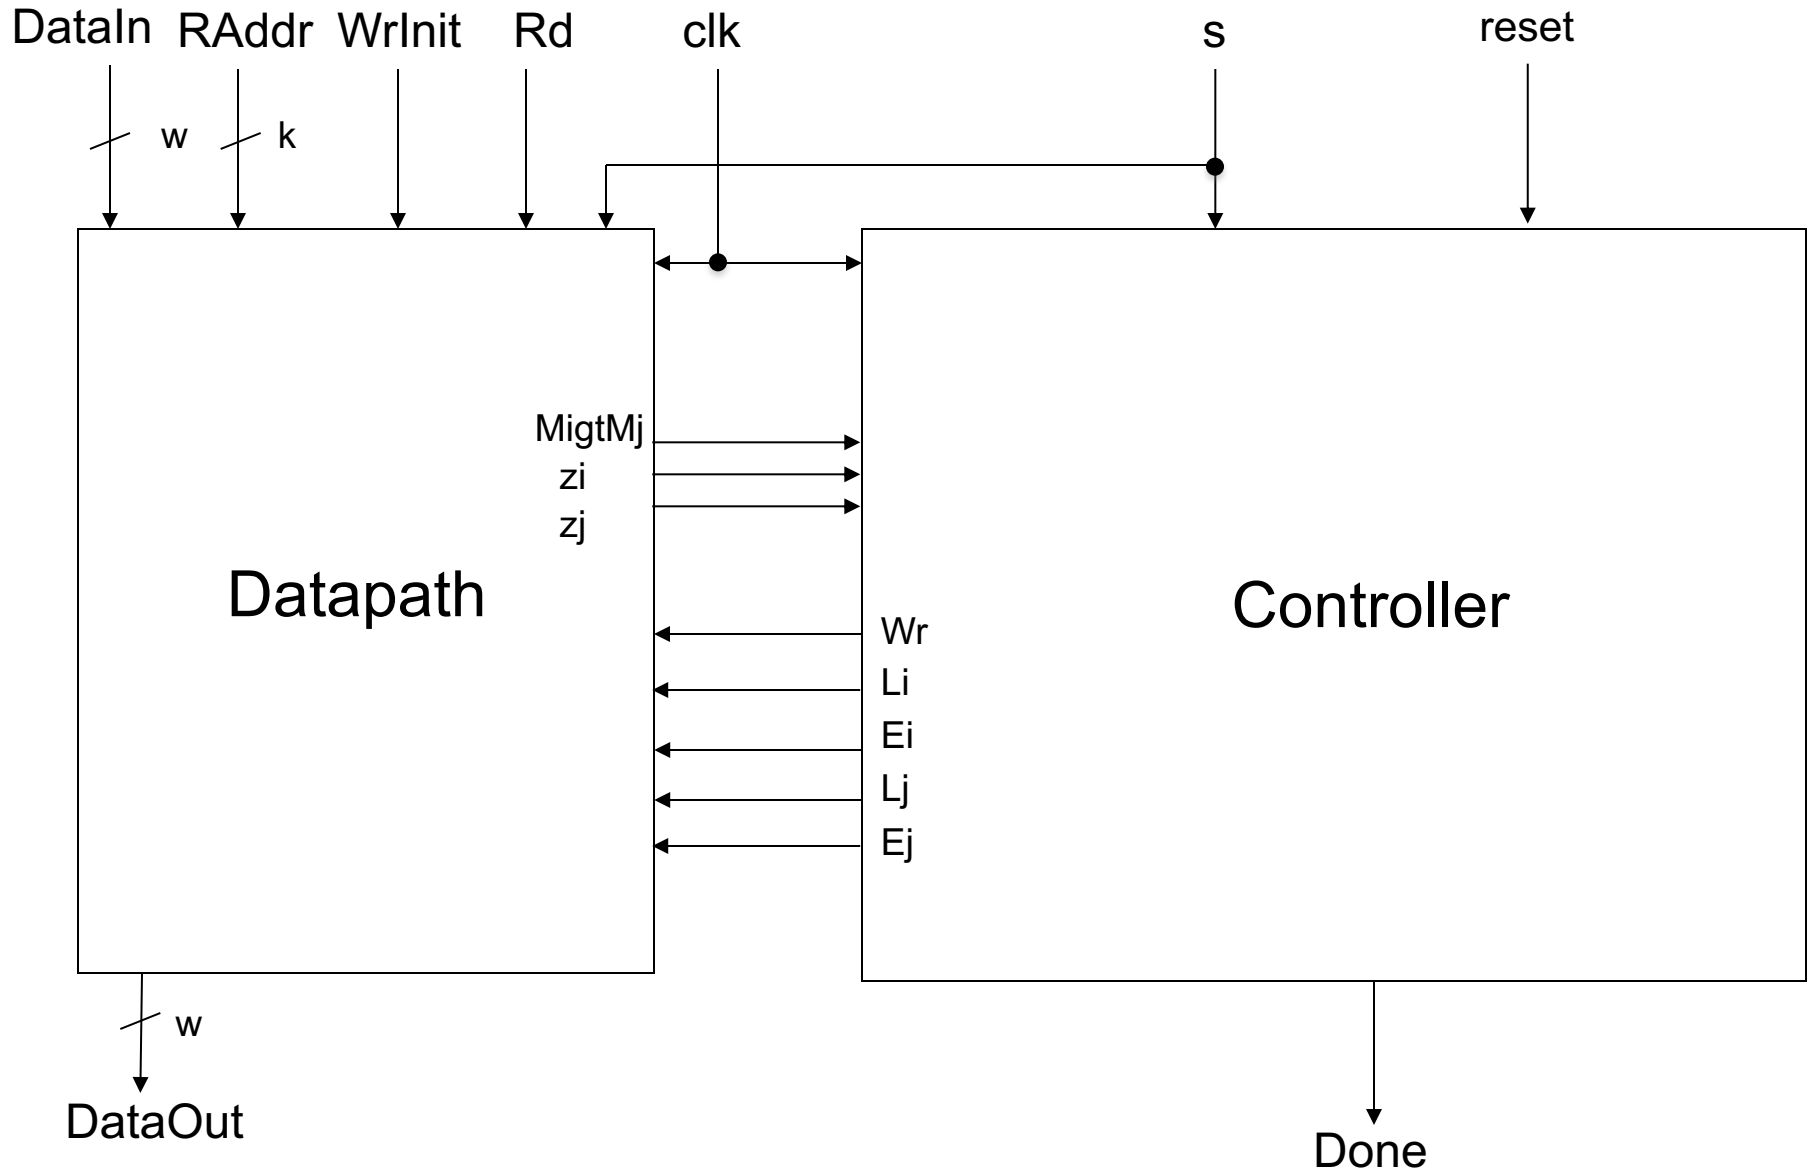 DataIn RAddr WrInit Rd clk s reset
w k
MigtMj
zi
zj
Datapath
Controller
Wr
Li
Ei
Lj
Ej
w
DataOut
Done